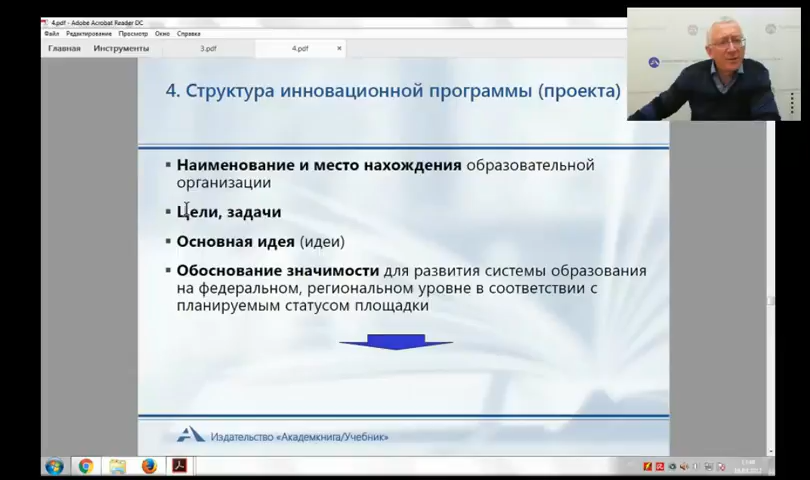 4.pdf - Adobe Acrobat Reader DC
Файл Редактирование Просмотр Окно Справка
Главная Инструменты 3.pdf 4.pdf ×
4. Структура инновационной программы (проекта)
▪ Наименование и место нахождения образовательной
организации
▪ Цели, задачи
▪ Основная идея (идеи)
▪ Обоснование значимости для развития системы образования
на федеральном, региональном уровне в соответствии с
планируемым статусом площадки
Издательство «Академкнига/Учебник»